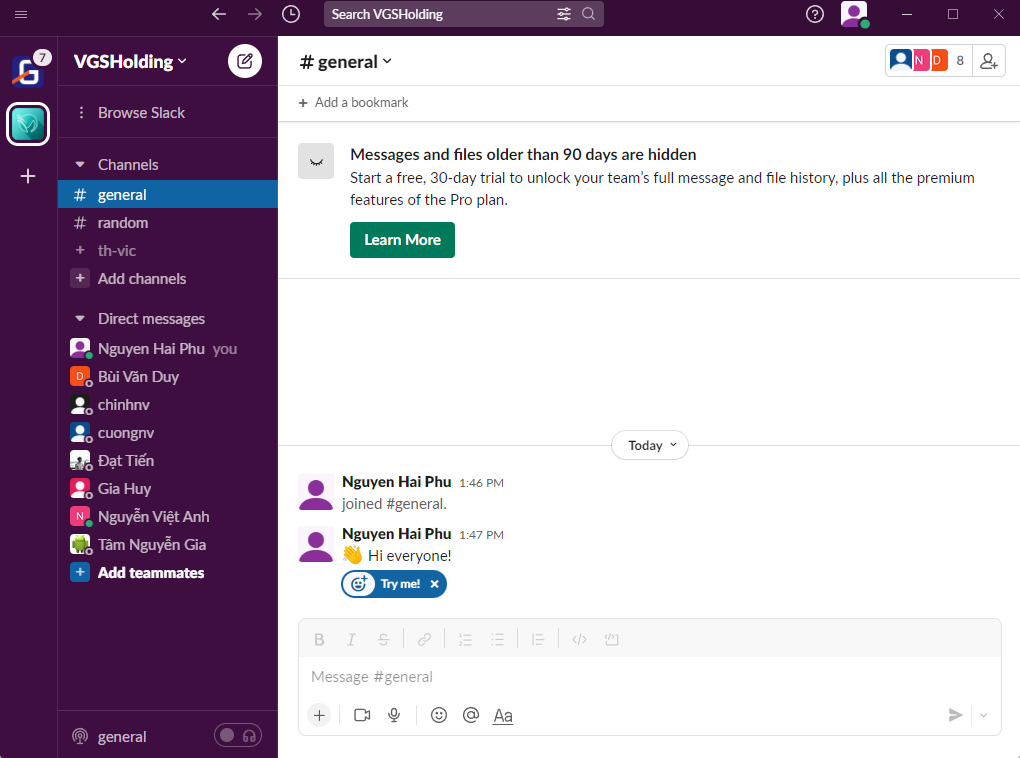 Search VGSHolding
7
VGSHolding
Browse Slack
Channels
# general
# random
+ th-vic
+ Add channels
Direct messages
Nguyen Hai Phu you
D Bùi Văn Duy
chinhnv
cuongnv
Đạt Tiến
Gia Huy
N Nguyễn Việt Anh
Tâm Nguyễn Gia
+ Add teammates
general
# general
N D 8
+ Add a bookmark
Messages and files older than 90 days are hidden
Start a free, 30-day trial to unlock your team’s full message and file history, plus all the premium
features of the Pro plan.
Learn More
Today
Nguyen Hai Phu 1:46 PM
joined #general.
Nguyen Hai Phu 1:47 PM
👋 Hi everyone!
Try me!
B I S
Message #general
+ @ Aa